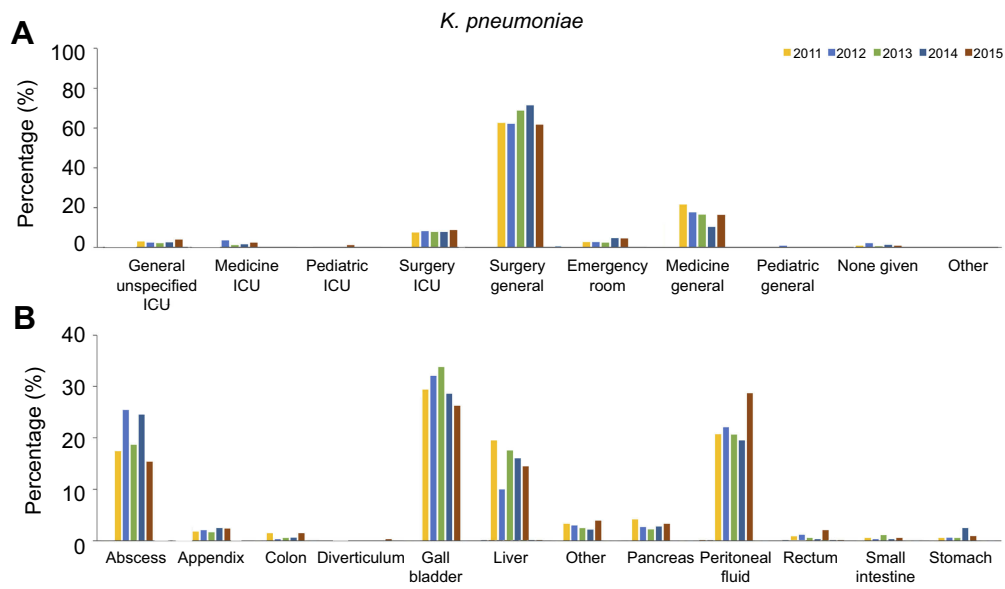 K. pneumoniae
A
Percentage (%)
100
80
60
40
20
0
2011 2012 2013 2014 2015
General Medicine Pediatric Surgery Surgery Emergency Medicine Pediatric None given Other
unspecified ICU ICU ICU general room general general
ICU
B
Percentage (%)
40
30
20
10
0
Abscess Appendix Colon Diverticulum Gall Liver Other Pancreas Peritoneal Rectum Small Stomach
bladder fluid intestine